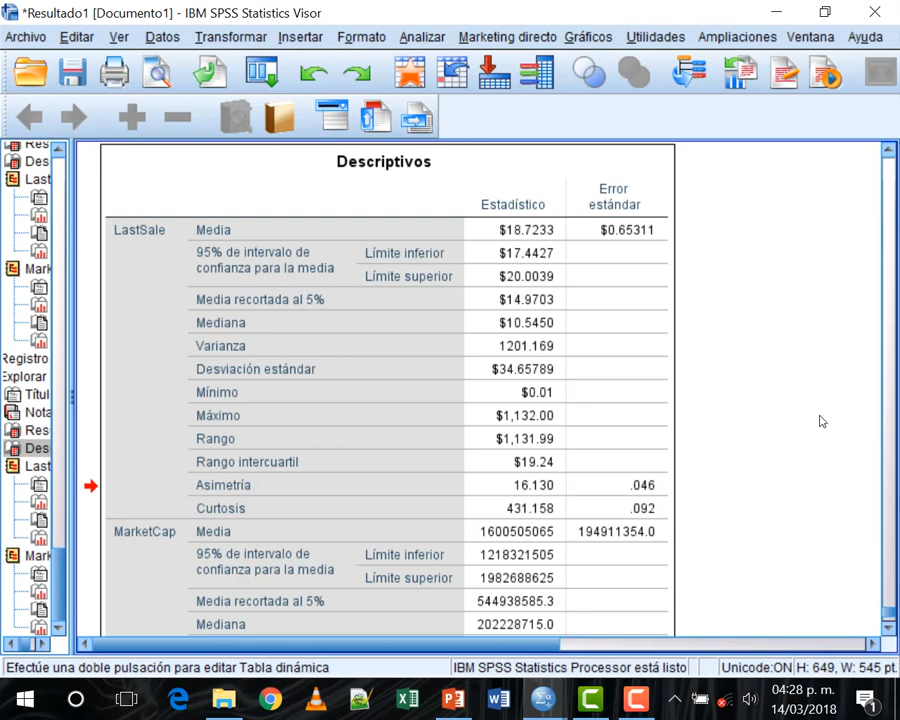 *Resultado1 [Documento1] - IBM SPSS Statistics Visor
Archivo Editar Ver Datos Transformar Insertar Formato Analizar Marketing directo Gráficos Utilidades Ampliaciones Ventana Ayuda
Res
Des
Last
Mark
Registro
Explorar
Títul
Nota
Res
Des
Last
Mark
Descriptivos
Estadístico Error estándar
LastSale Media $18.7233 $0.65311
95% de intervalo de confianza para la media Límite inferior $17.4427
Límite superior $20.0039
Media recortada al 5% $14.9703
Mediana $10.5450
Varianza 1201.169
Desviación estándar $34.65789
Mínimo $0.01
Máximo $1,132.00
Rango $1,131.99
Rango intercuartil $19.24
Asimetría 16.130 .046
Curtosis 431.158 .092
MarketCap Media 1600505065 194911354.0
95% de intervalo de confianza para la media Límite inferior 1218321505
Límite superior 1982688625
Media recortada al 5% 544938585.3
Mediana 202228715.0
Efectúe una doble pulsación para editar Tabla dinámica IBM SPSS Statistics Processor está listo Unicode:ON H: 649, W: 545 pt.
04:28 p. m.
14/03/2018
1